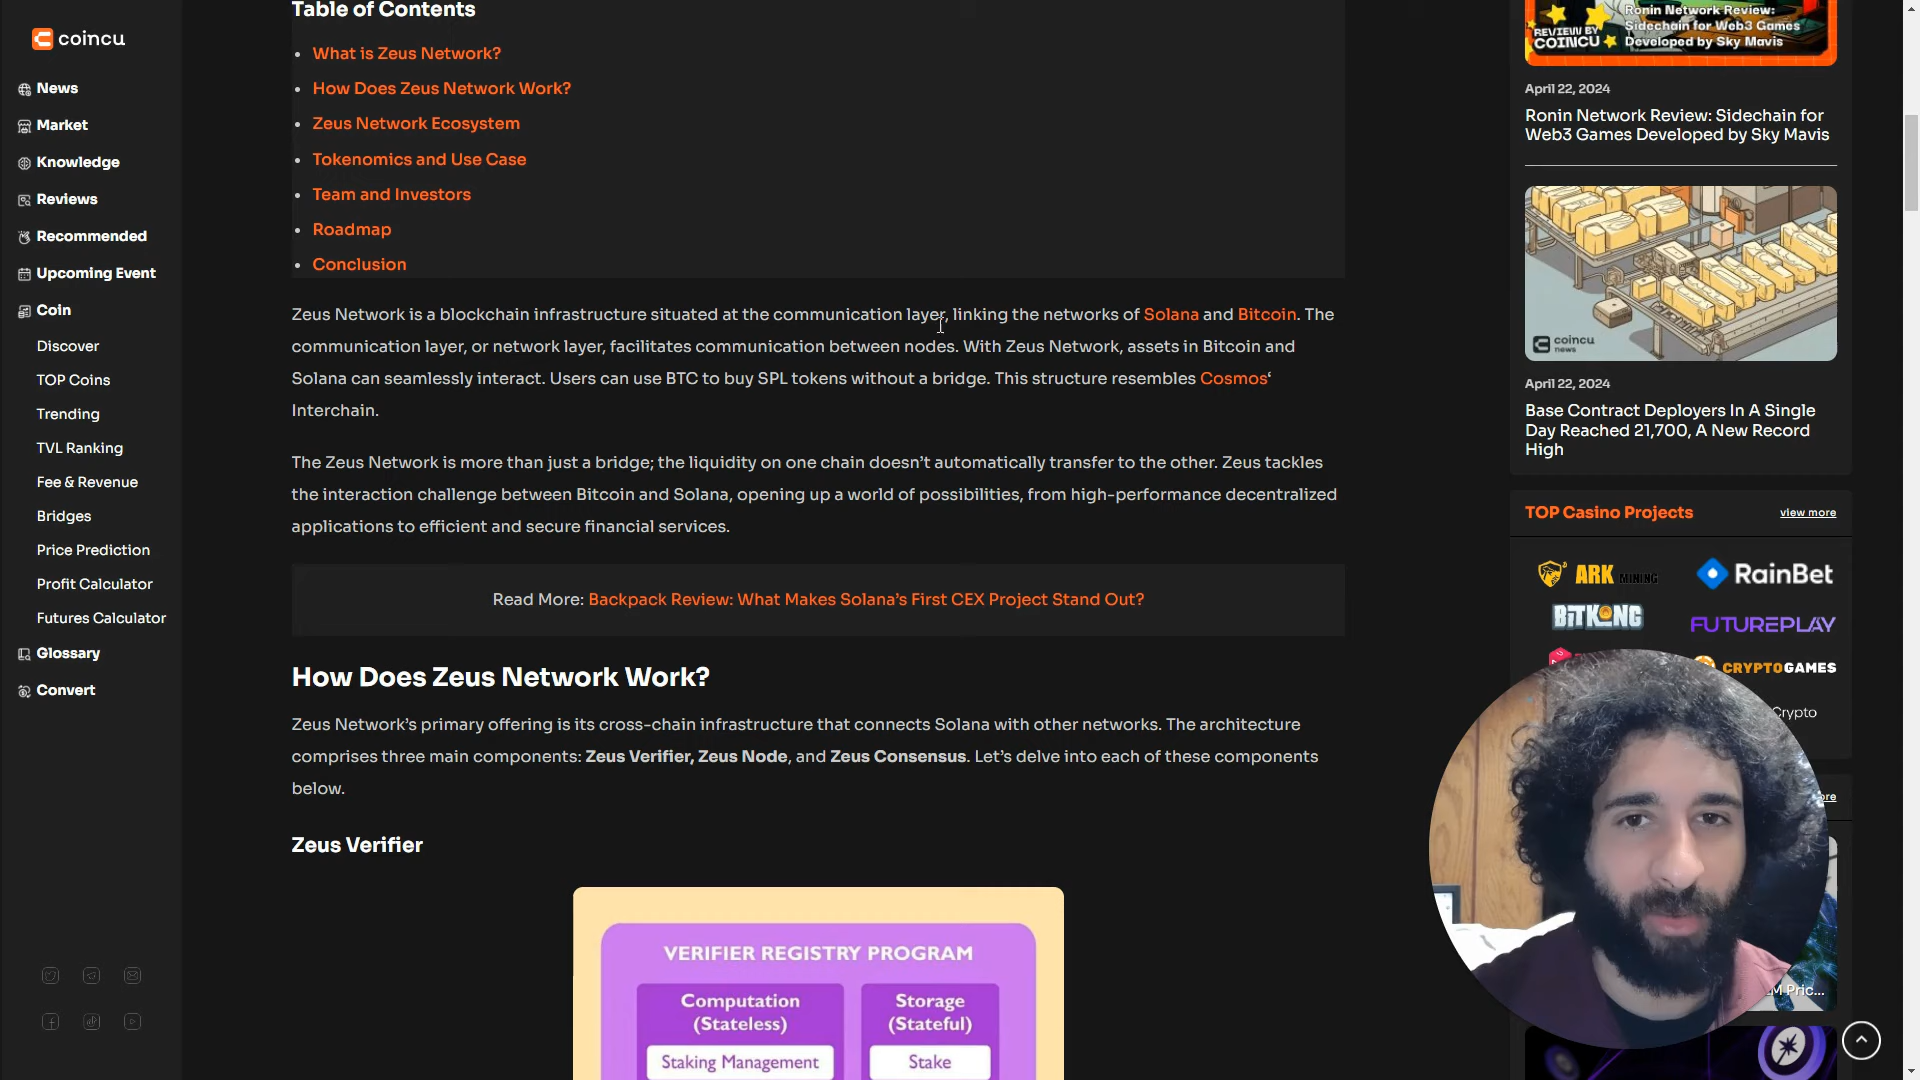 coincu
News
Market
Knowledge
Reviews
Recommended
Upcoming Event
Coin
Discover
TOP Coins
Trending
TVL Ranking
Fee & Revenue
Bridges
Price Prediction
Profit Calculator
Futures Calculator
Glossary
Convert
Table of Contents
What is Zeus Network?
How Does Zeus Network Work?
Zeus Network Ecosystem
Tokenomics and Use Case
Team and Investors
Roadmap
Conclusion
Zeus Network is a blockchain infrastructure situated at the communication layer, linking the networks of Solana and Bitcoin. The
communication layer, or network layer, facilitates communication between nodes. With Zeus Network, assets in Bitcoin and
Solana can seamlessly interact. Users can use BTC to buy SPL tokens without a bridge. This structure resembles Cosmos‘
Interchain.
The Zeus Network is more than just a bridge; the liquidity on one chain doesn’t automatically transfer to the other. Zeus tackles
the interaction challenge between Bitcoin and Solana, opening up a world of possibilities, from high-performance decentralized
applications to efficient and secure financial services.
Read More: Backpack Review: What Makes Solana’s First CEX Project Stand Out?
How Does Zeus Network Work?
Zeus Network’s primary offering is its cross-chain infrastructure that connects Solana with other networks. The architecture
comprises three main components: Zeus Verifier, Zeus Node, and Zeus Consensus. Let’s delve into each of these components
below.
Zeus Verifier
VERIFIER REGISTRY PROGRAM
Computation
(Stateless)
Staking Management
Storage
(Stateful)
Stake
Ronin Network Review:
Sidechain for Web3 Games
Developed by Sky Mavis
REVIEW BY
COINCU
April 22, 2024
Ronin Network Review: Sidechain for
Web3 Games Developed by Sky Mavis
coincu
news
April 22, 2024
Base Contract Deployers In A Single
Day Reached 21,700, A New Record
High
TOP Casino Projects
view more
ARK MINING
RainBet
BITKONG
FUTUREPLAY
CRYPTOGAMES
Crypto
ore
M Pric...